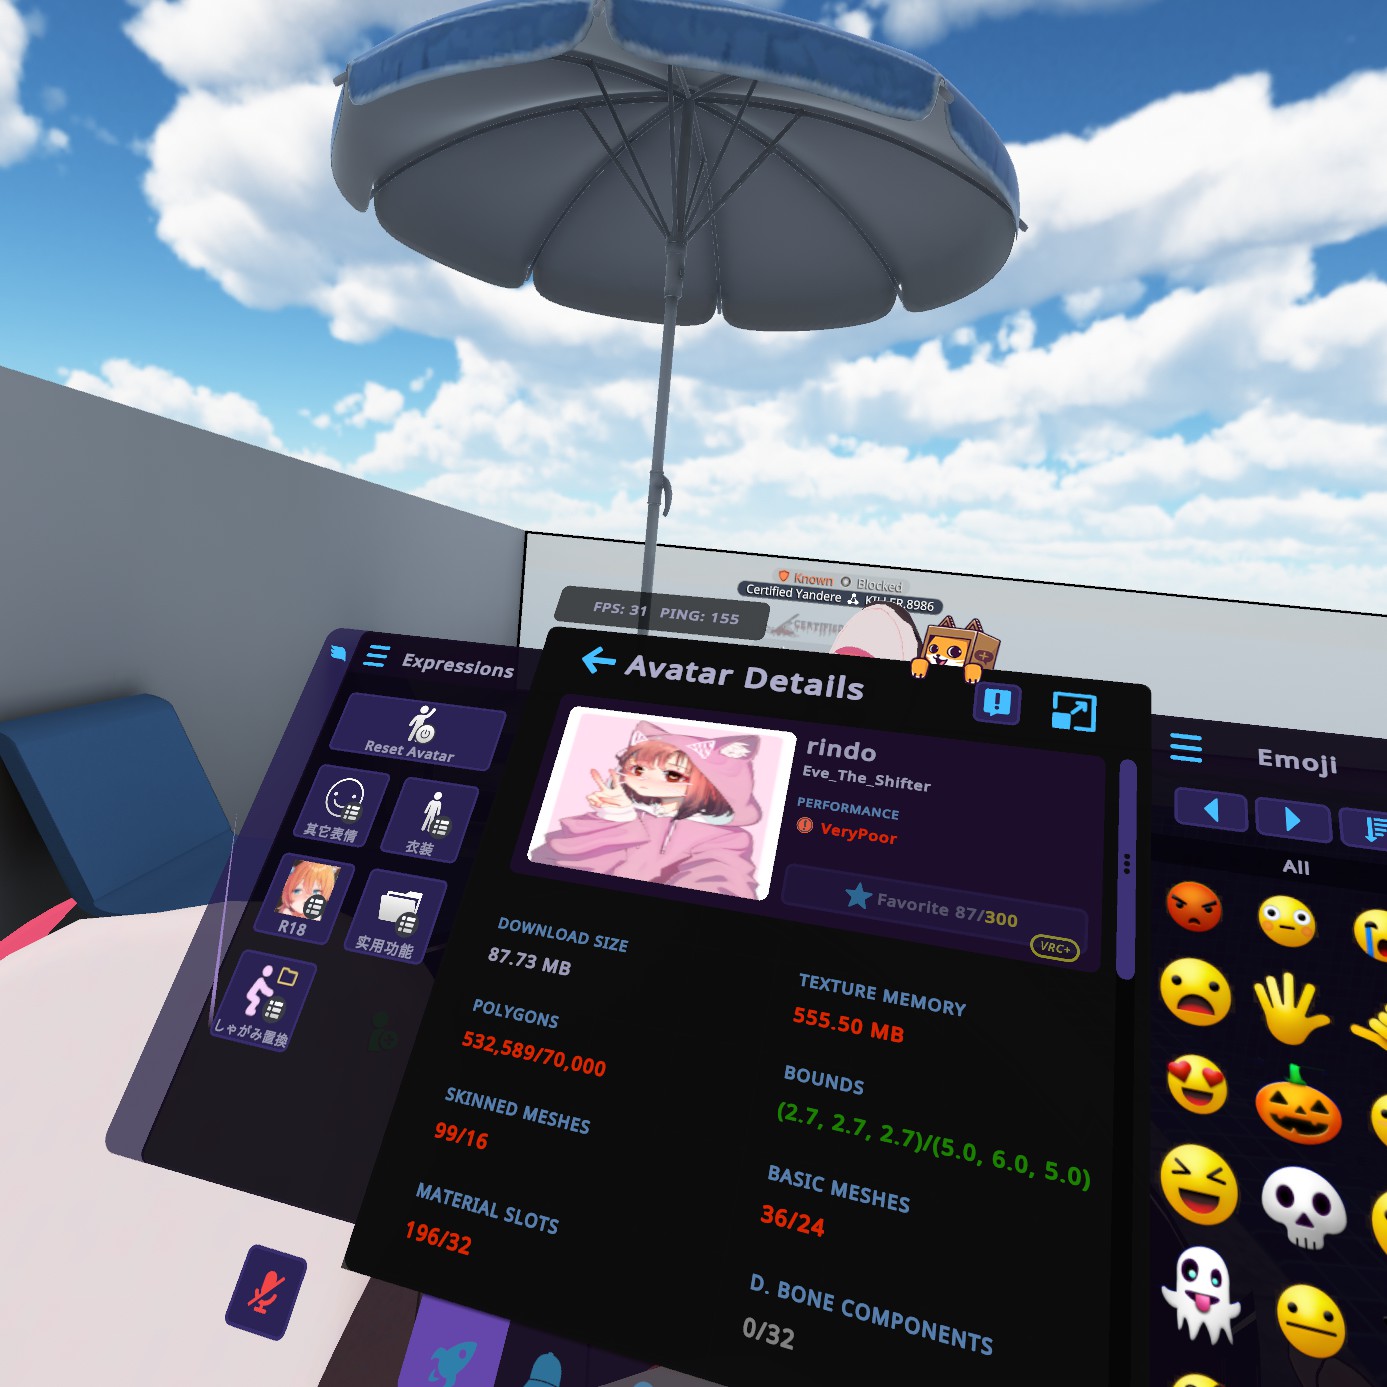 Known Blocked
Certified Yandere KILLER.8986
CERTIFIED
FPS: 31 PING: 155
Expressions
Reset Avatar
其它表情
衣装
R18
实用功能
しゃがみ置換
Avatar Details
rindo
Eve_The_Shifter
PERFORMANCE
VeryPoor
Favorite 87/300
VRC+
DOWNLOAD SIZE
87.73 MB
TEXTURE MEMORY
555.50 MB
POLYGONS
532,589/70,000
BOUNDS
(2.7, 2.7, 2.7)/(5.0, 6.0, 5.0)
SKINNED MESHES
99/16
BASIC MESHES
36/24
MATERIAL SLOTS
196/32
D. BONE COMPONENTS
0/32
Emoji
All